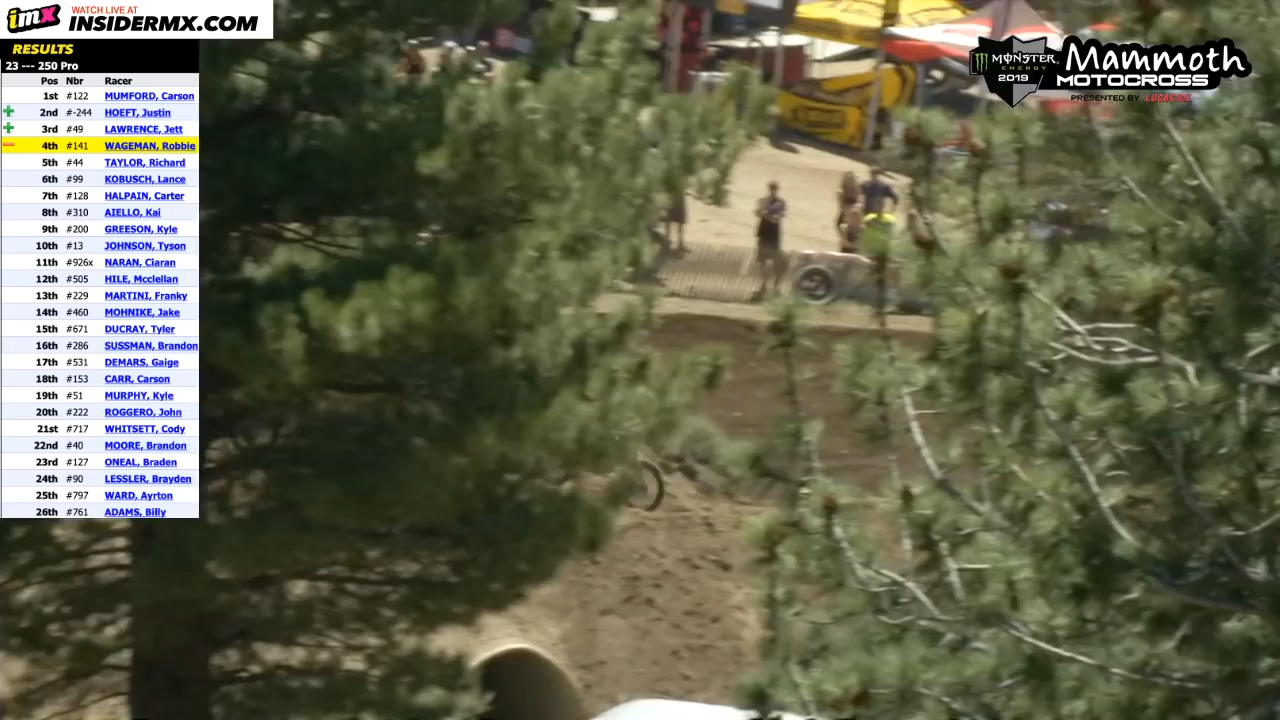 imx WATCH LIVE AT
INSIDERMX.COM
RESULTS
23 --- 250 Pro
Pos Nbr Racer
1st #122 MUMFORD, Carson
2nd #-244 HOEFT, Justin
3rd #49 LAWRENCE, Jett
4th #141 WAGEMAN, Robbie
5th #44 TAYLOR, Richard
6th #99 KOBUSCH, Lance
7th #128 HALPAIN, Carter
8th #310 AIELLO, Kai
9th #200 GREESON, Kyle
10th #13 JOHNSON, Tyson
11th #926x NARAN, Ciaran
12th #505 HILE, Mcclellan
13th #229 MARTINI, Franky
14th #460 MOHNIKE, Jake
15th #671 DUCRAY, Tyler
16th #286 SUSSMAN, Brandon
17th #531 DEMARS, Gaige
18th #153 CARR, Carson
19th #51 MURPHY, Kyle
20th #222 ROGGERO, John
21st #717 WHITSETT, Cody
22nd #40 MOORE, Brandon
23rd #127 ONEAL, Braden
24th #90 LESSLER, Brayden
25th #797 WARD, Ayrton
26th #761 ADAMS, Billy
MONSTER
ENERGY
2019
Mammoth
MOTOCROSS
PRESENTED BY LUCAS OIL